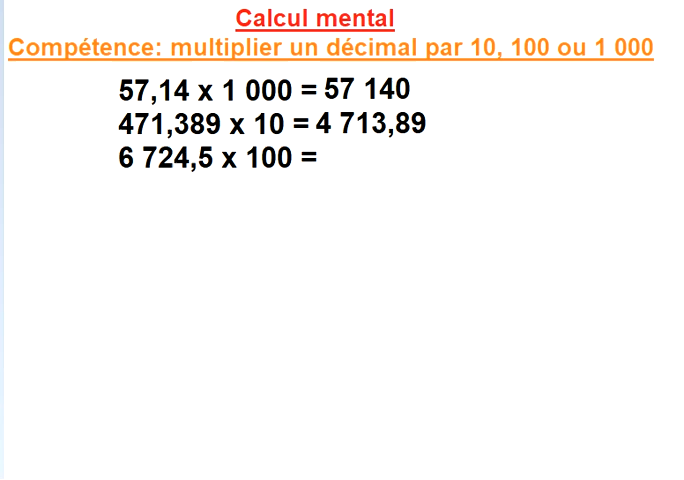 Calcul mental
Compétence: multiplier un décimal par 10, 100 ou 1 000
57,14 x 1 000 = 57 140
471,389 x 10 = 4 713,89
6 724,5 x 100 =